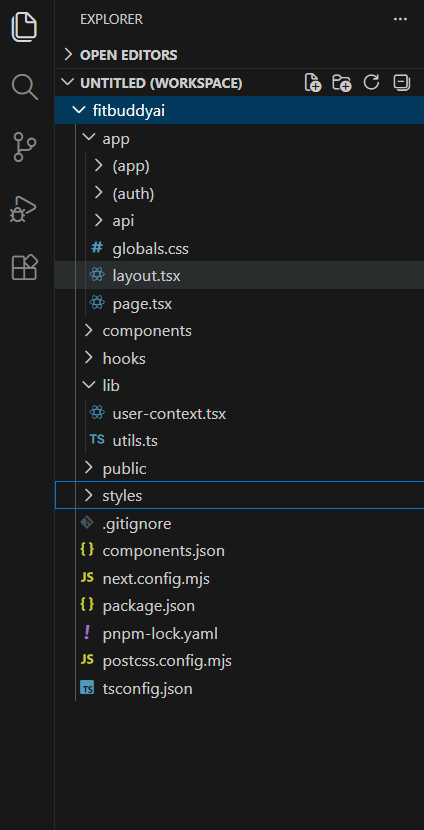 EXPLORER
OPEN EDITORS
UNTITLED (WORKSPACE)
fitbuddyai
app
(app)
(auth)
api
# globals.css
layout.tsx
page.tsx
components
hooks
lib
user-context.tsx
TS utils.ts
public
styles
.gitignore
{ } components.json
JS next.config.mjs
{ } package.json
! pnpm-lock.yaml
JS postcss.config.mjs
TS tsconfig.json